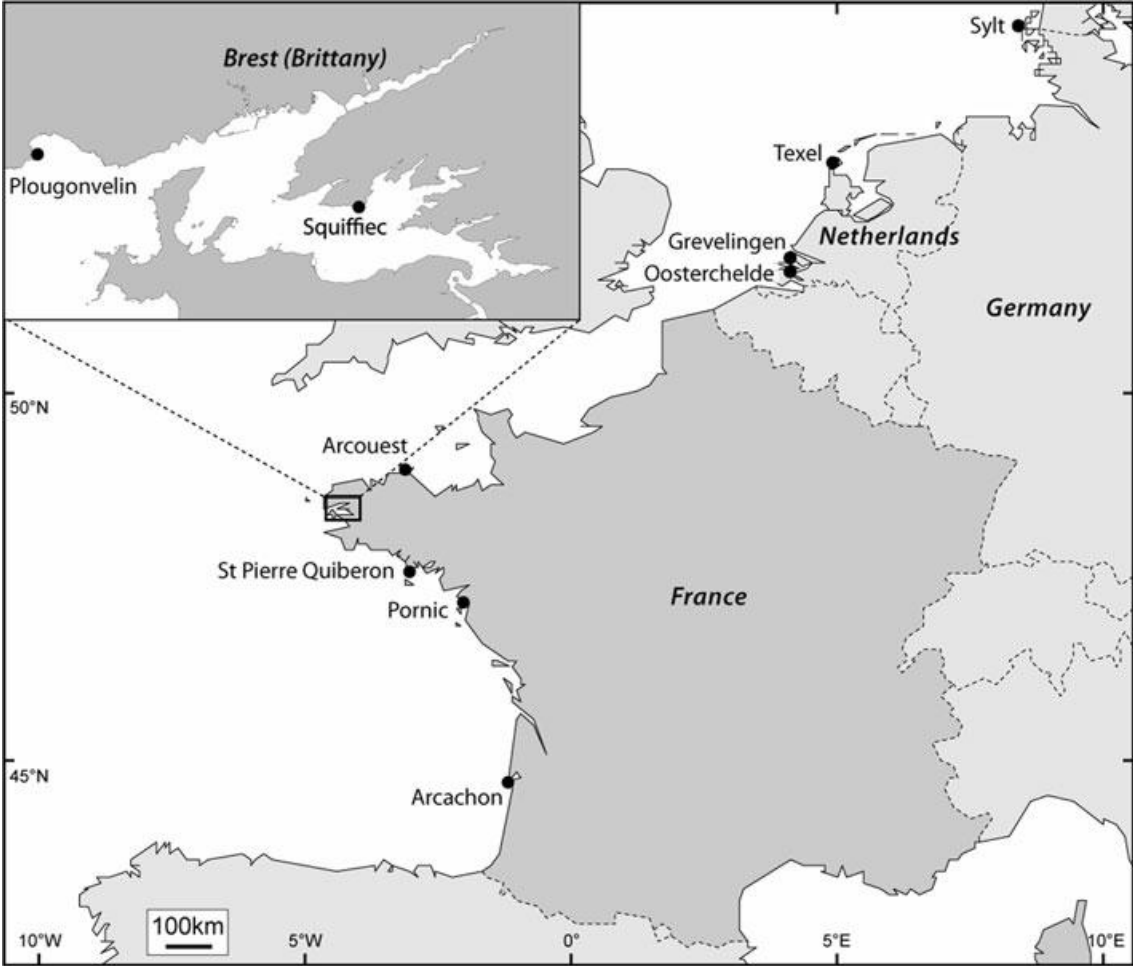 Brest (Brittany)
Plougonvelin
Squiffiec
Sylt
Texel
Grevelingen
Netherlands
Oosterchelde
Germany
50°N
Arcouest
St Pierre Quiberon
France
Pornic
45°N
Arcachon
100km
10°W
5°W
0°
5°E
10°E